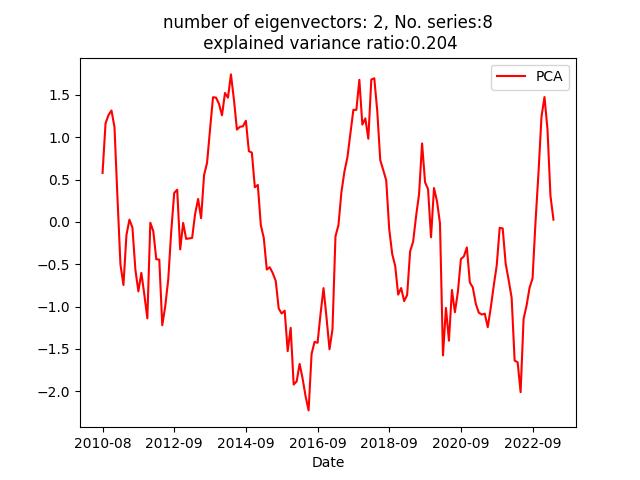 number of eigenvectors: 2, No. series:8
explained variance ratio:0.204
PCA
1.5
1.0
0.5
0.0
−0.5
−1.0
−1.5
−2.0
2010-08 2012-09 2014-09 2016-09 2018-09 2020-09 2022-09
Date